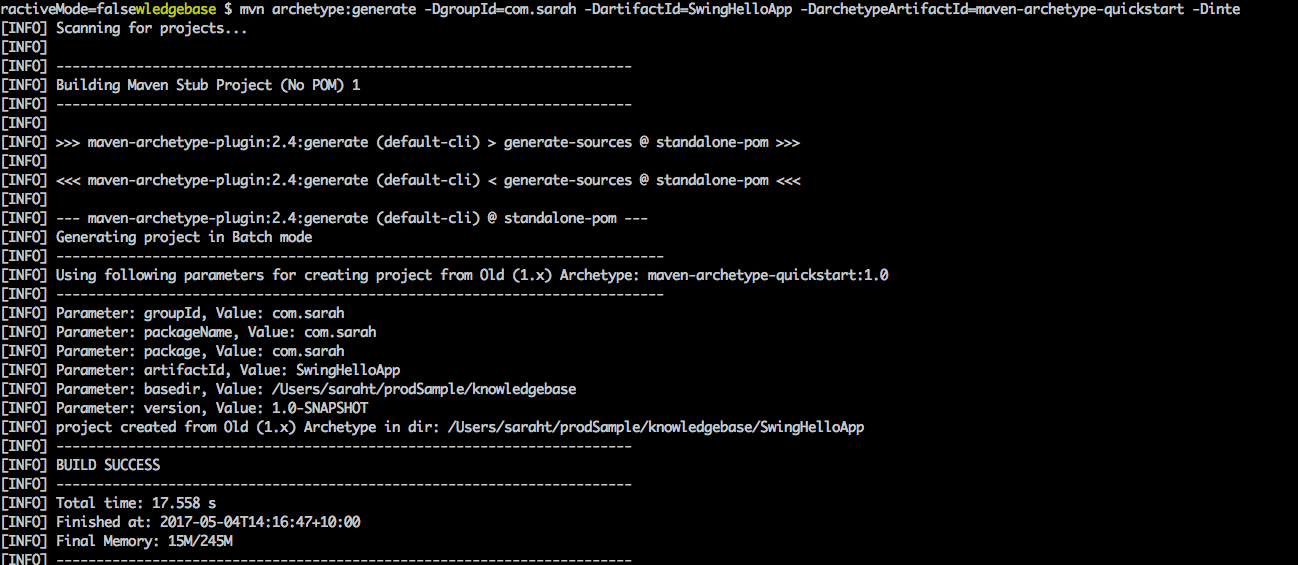 ractiveMode=falsewledgebase $ mvn archetype:generate -DgroupId=com.sarah -DartifactId=SwingHelloApp -DarchetypeArtifactId=maven-archetype-quickstart -Dinte
[INFO] Scanning for projects...
[INFO]
[INFO] ------------------------------------------------------------------------
[INFO] Building Maven Stub Project (No POM) 1
[INFO] ------------------------------------------------------------------------
[INFO]
[INFO] >>> maven-archetype-plugin:2.4:generate (default-cli) > generate-sources @ standalone-pom >>>
[INFO]
[INFO] <<< maven-archetype-plugin:2.4:generate (default-cli) < generate-sources @ standalone-pom <<<
[INFO]
[INFO] --- maven-archetype-plugin:2.4:generate (default-cli) @ standalone-pom ---
[INFO] Generating project in Batch mode
[INFO] ----------------------------------------------------------------------------
[INFO] Using following parameters for creating project from Old (1.x) Archetype: maven-archetype-quickstart:1.0
[INFO] ----------------------------------------------------------------------------
[INFO] Parameter: groupId, Value: com.sarah
[INFO] Parameter: packageName, Value: com.sarah
[INFO] Parameter: package, Value: com.sarah
[INFO] Parameter: artifactId, Value: SwingHelloApp
[INFO] Parameter: basedir, Value: /Users/saraht/prodSample/knowledgebase
[INFO] Parameter: version, Value: 1.0-SNAPSHOT
[INFO] project created from Old (1.x) Archetype in dir: /Users/saraht/prodSample/knowledgebase/SwingHelloApp
[INFO] ------------------------------------------------------------------------
[INFO] BUILD SUCCESS
[INFO] ------------------------------------------------------------------------
[INFO] Total time: 17.558 s
[INFO] Finished at: 2017-05-04T14:16:47+10:00
[INFO] Final Memory: 15M/245M
[INFO] ------------------------------------------------------------------------